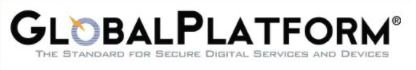 GLOBALPLATFORM®
THE STANDARD FOR SECURE DIGITAL SERVICES AND DEVICES